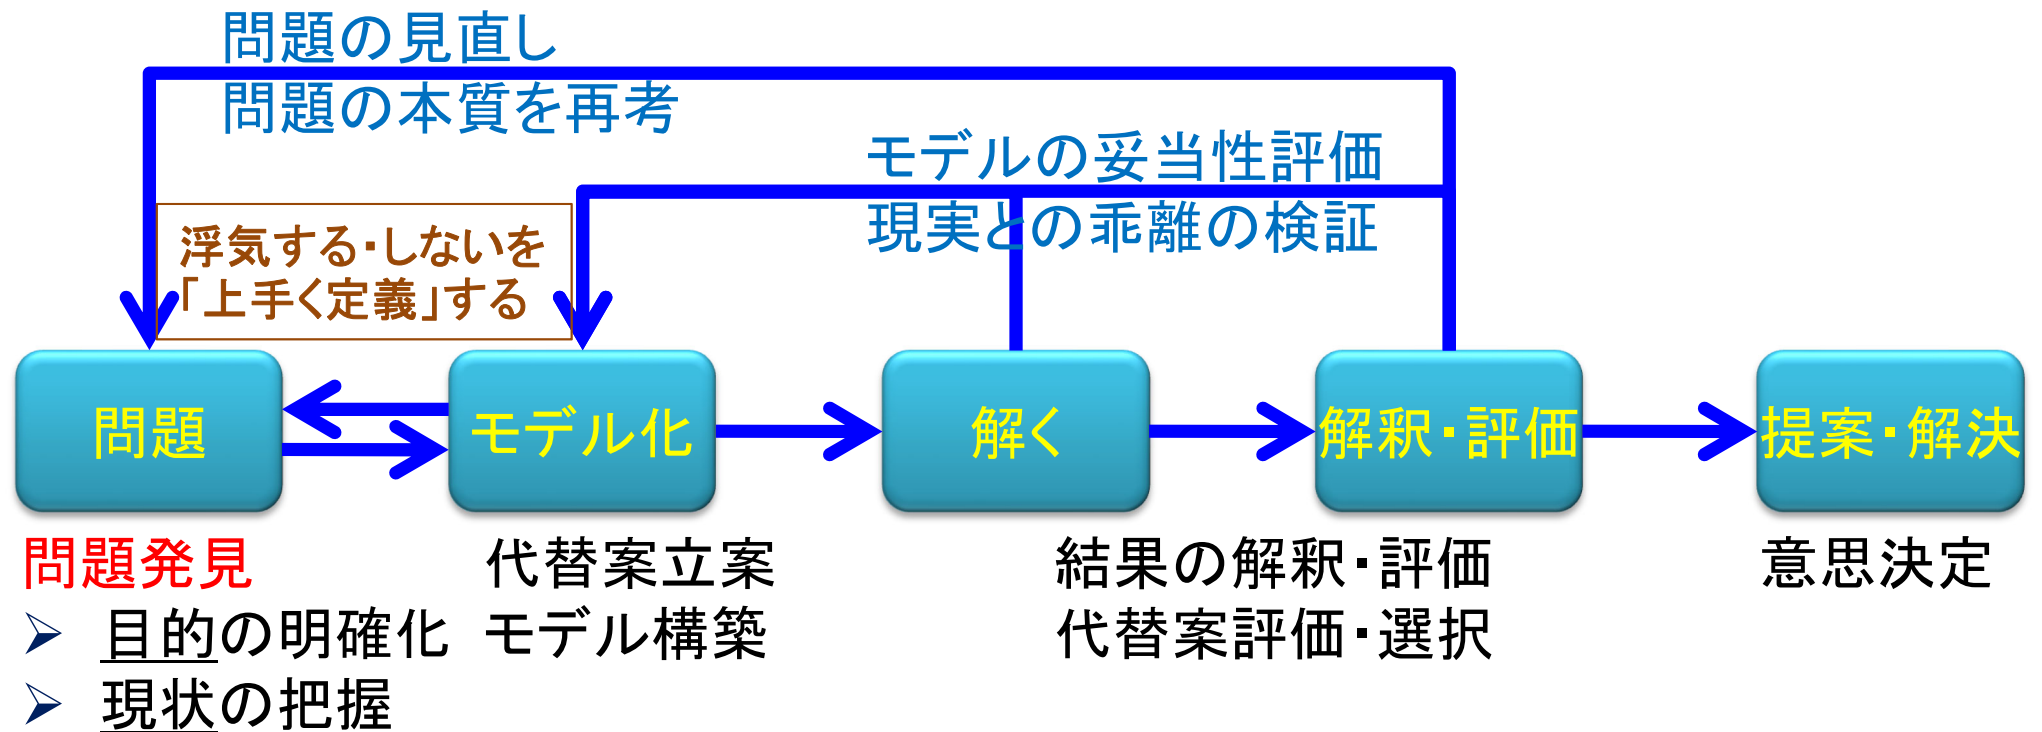 問題の見直し
問題の本質を再考
モデルの妥当性評価
現実との乖離の検証
浮気する・しないを
「上手く定義」する
問題
モデル化
解く
解釈・評価
提案・解決
問題発見
➢ 目的の明確化
➢ 現状の把握
代替案立案
モデル構築
結果の解釈・評価
代替案評価・選択
意思決定